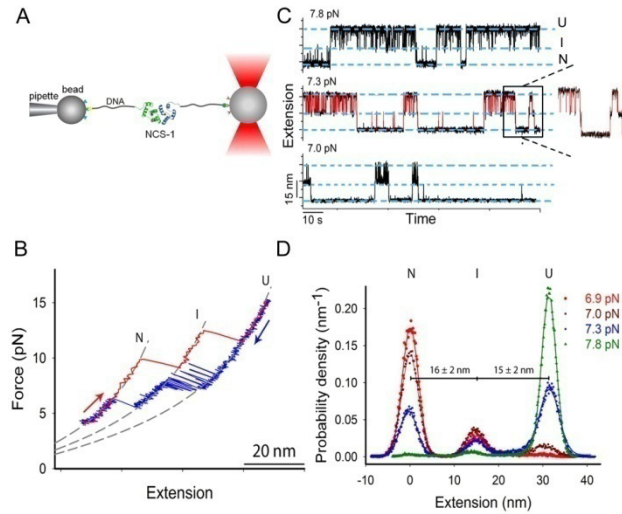 A
pipette
bead
DNA
NCS-1
B
N
I
U
Force (pN)
15
10
5
0
20 nm
Extension
C
7.8 pN
U
I
N
7.3 pN
Extension
7.0 pN
15 nm
10 s
Time
D
N
I
U
Probability density (nm⁻¹)
0.20
0.15
0.10
0.05
0.00
6.9 pN
7.0 pN
7.3 pN
7.8 pN
16 ± 2 nm
15 ± 2 nm
-10
0
10
20
30
40
Extension (nm)